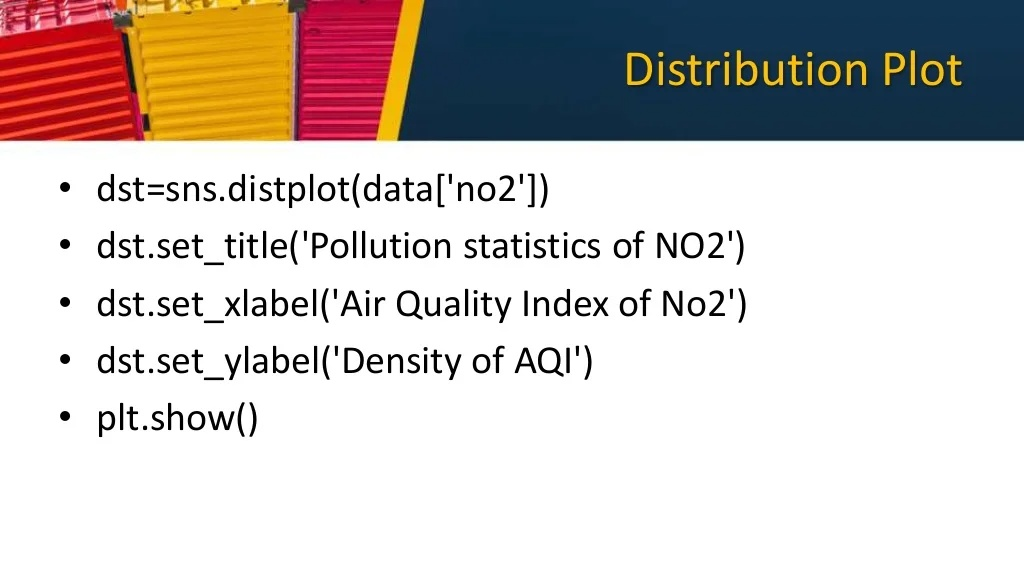 Distribution Plot
• dst=sns.distplot(data['no2'])
• dst.set_title('Pollution statistics of NO2')
• dst.set_xlabel('Air Quality Index of No2')
• dst.set_ylabel('Density of AQI')
• plt.show()